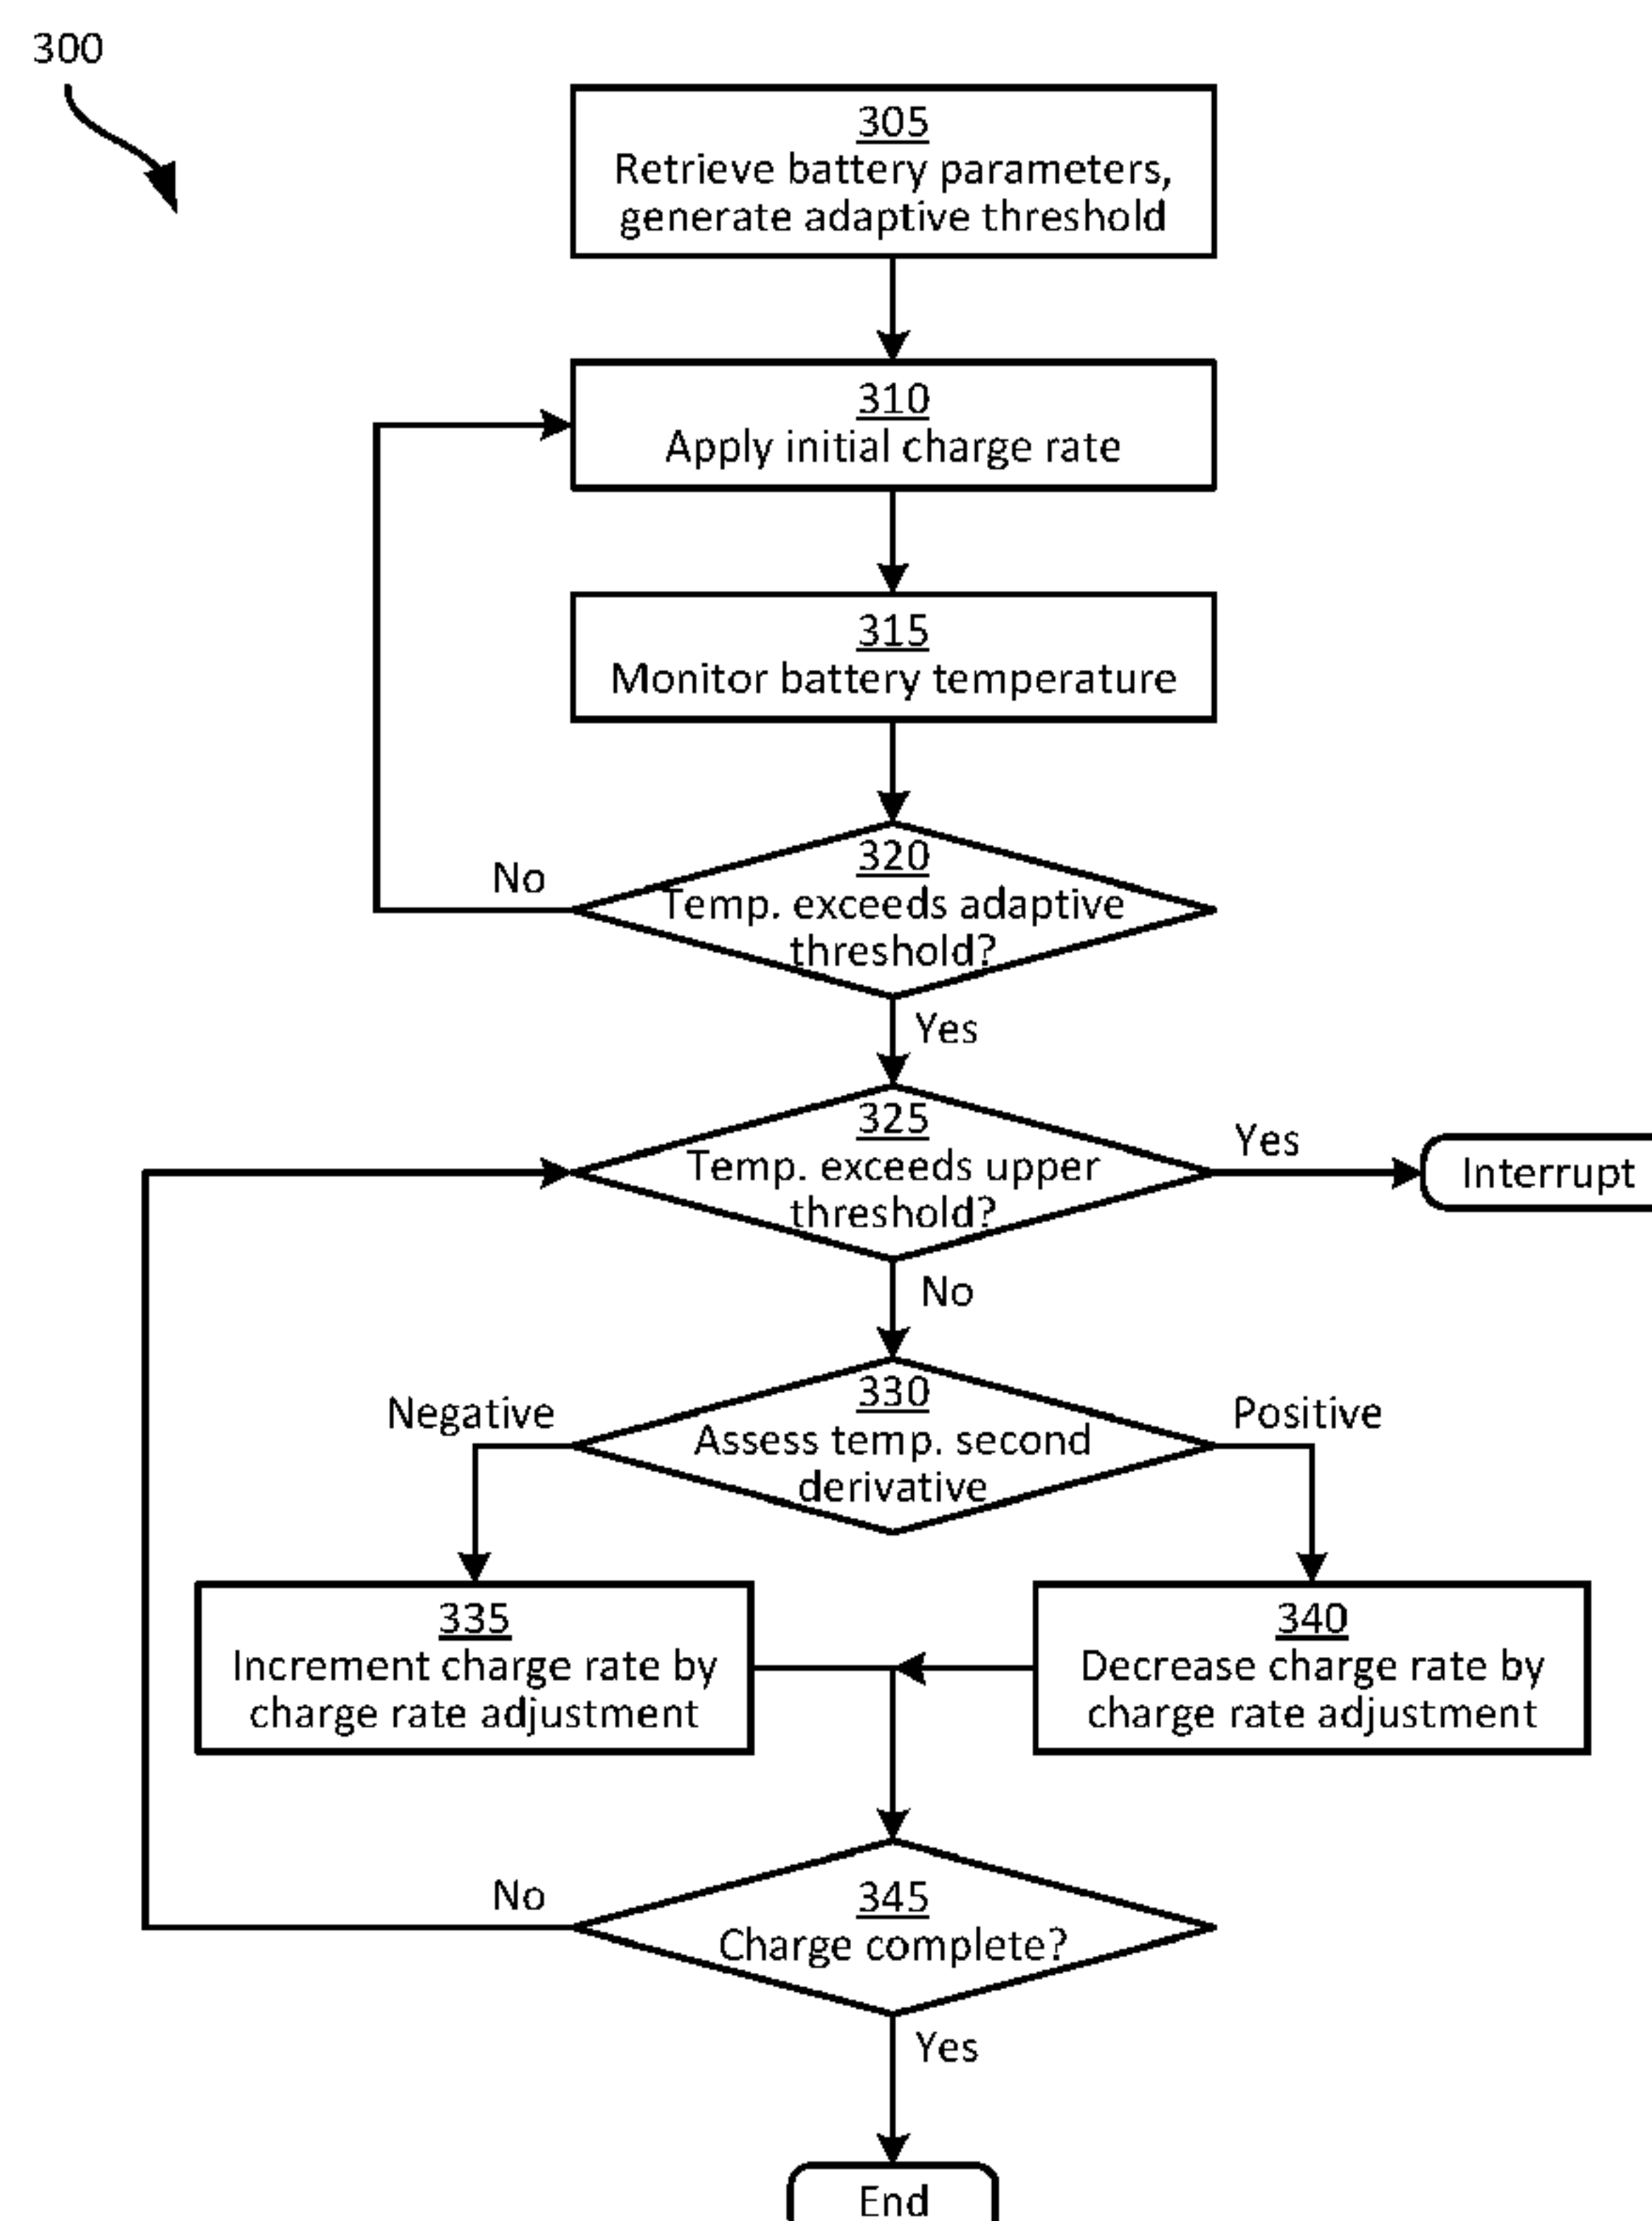 300
305
Retrieve battery parameters,
generate adaptive threshold
310
Apply initial charge rate
315
Monitor battery temperature
320
No
Temp. exceeds adaptive
threshold?
Yes
325
Yes
Temp. exceeds upper
threshold?
Interrupt
No
330
Negative
Positive
Assess temp. second
derivative
335
Increment charge rate by
charge rate adjustment
340
Decrease charge rate by
charge rate adjustment
No
345
Charge complete?
Yes
End